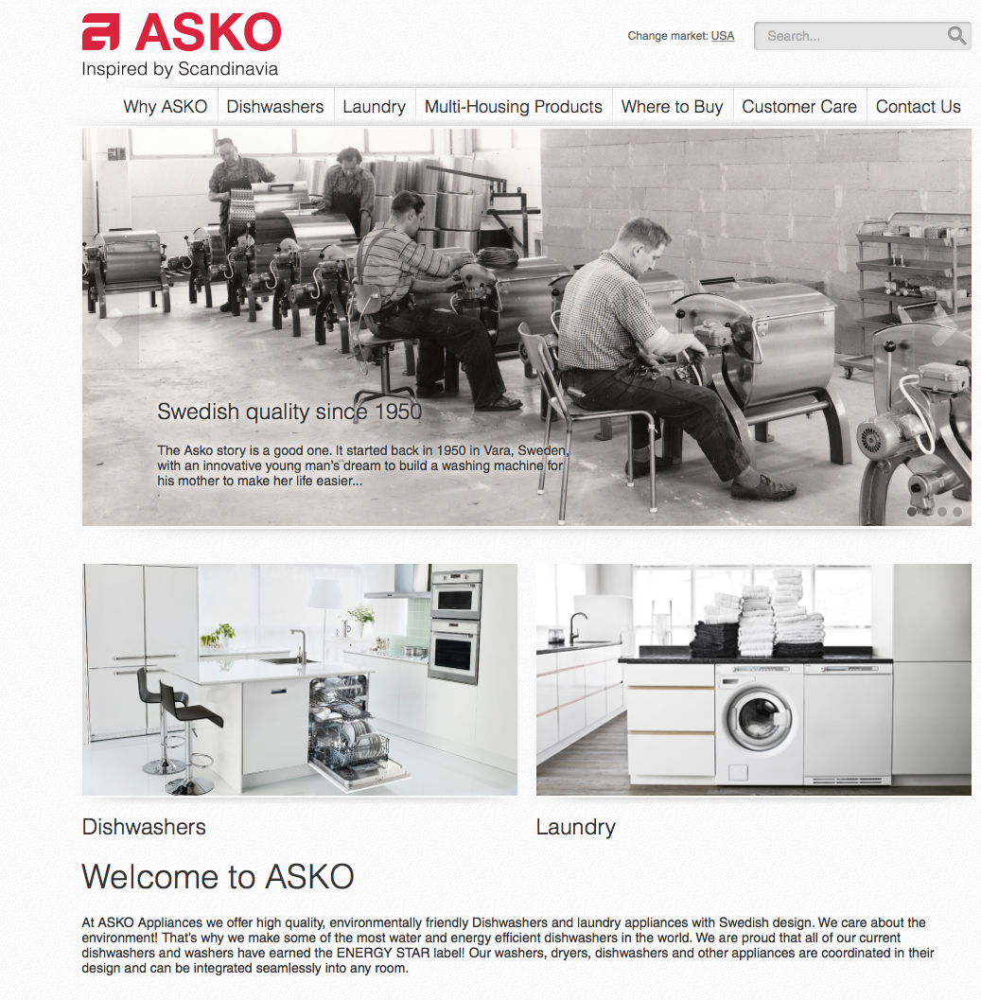 ASKO
Inspired by Scandinavia
Change market: USA
Search...
Why ASKO
Dishwashers
Laundry
Multi-Housing Products
Where to Buy
Customer Care
Contact Us
Swedish quality since 1950
The Asko story is a good one. It started back in 1950 in Vara, Sweden,
with an innovative young man's dream to build a washing machine for
his mother to make her life easier...
Dishwashers
Laundry
Welcome to ASKO
At ASKO Appliances we offer high quality, environmentally friendly Dishwashers and laundry appliances with Swedish design. We care about the
environment! That's why we make some of the most water and energy efficient dishwashers in the world. We are proud that all of our current
dishwashers and washers have earned the ENERGY STAR label! Our washers, dryers, dishwashers and other appliances are coordinated in their
design and can be integrated seamlessly into any room.